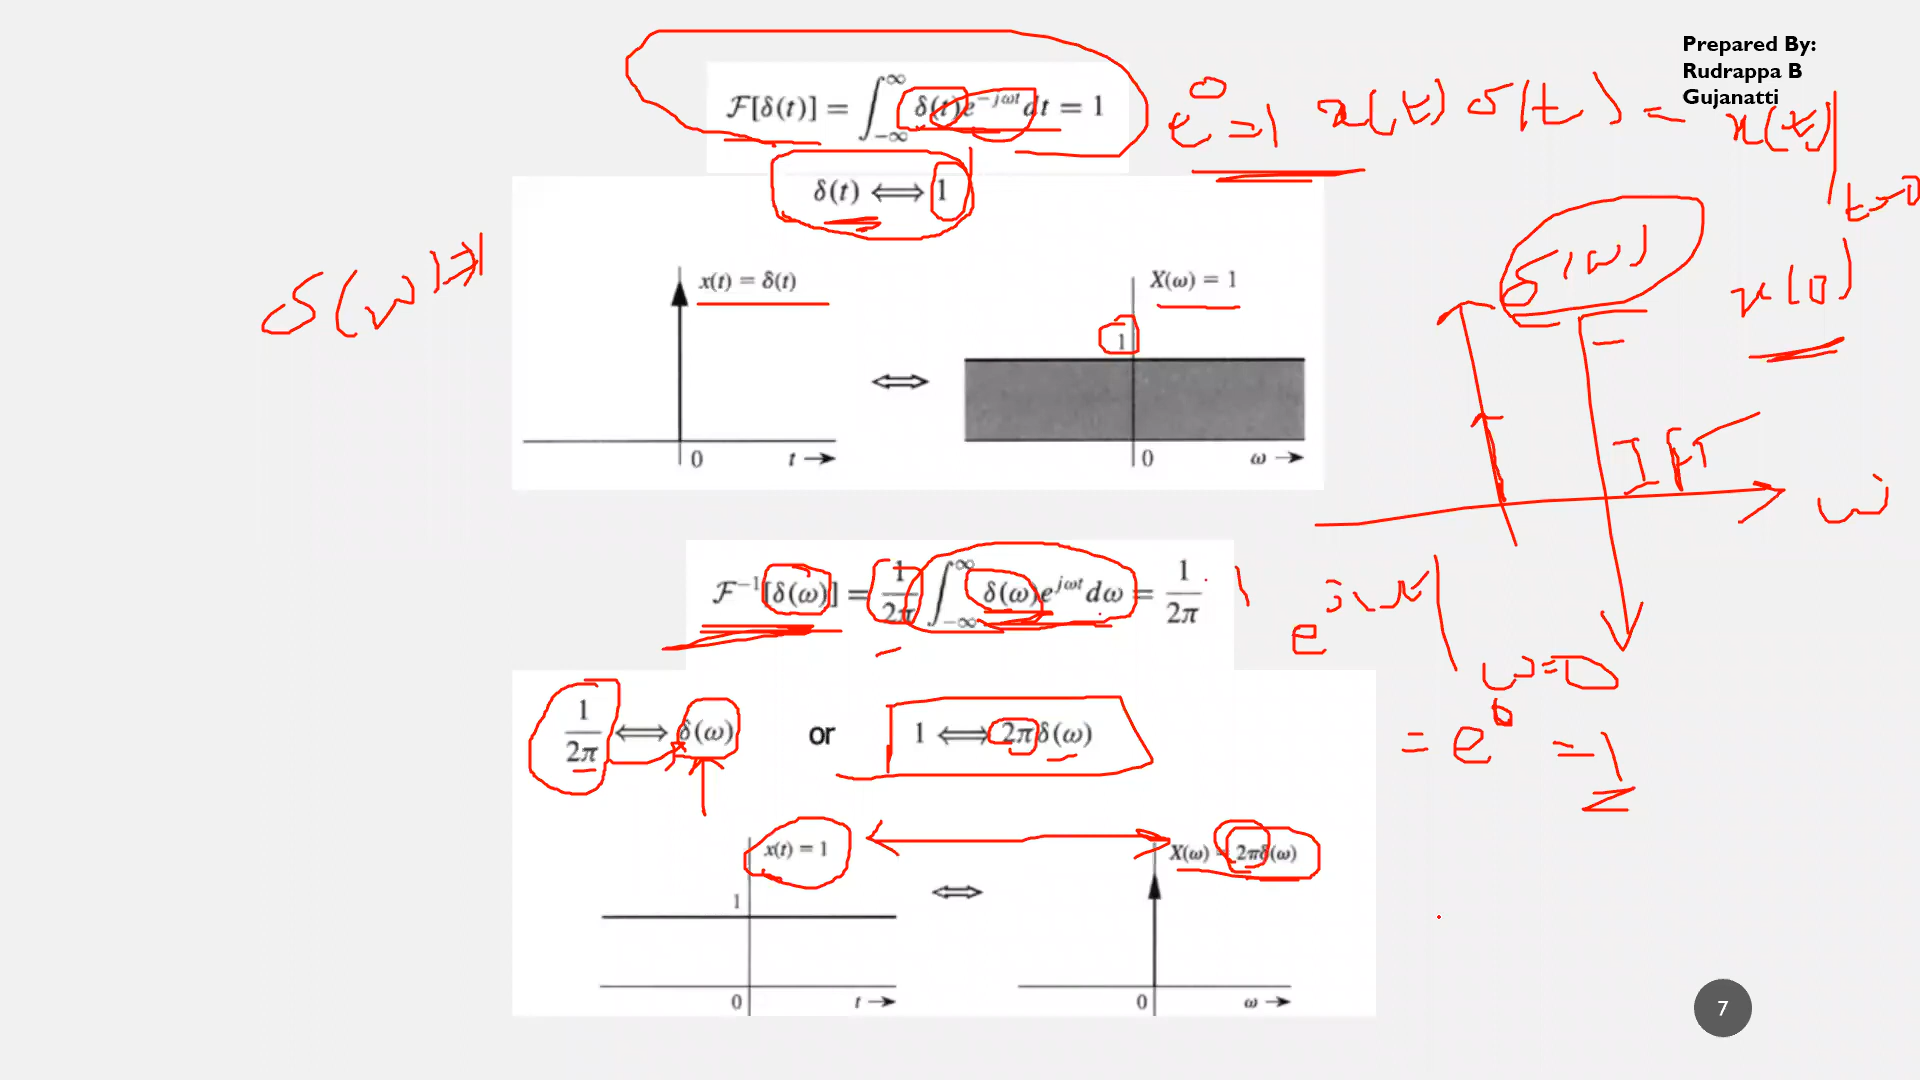 Prepared By:
Rudrappa B
Gujanatti
ℱ[δ(t)] = ∫_{-∞}^{∞} δ(t)e^{-jωt} dt = 1
e^0 = 1 x(t) δ(t) = x(t)|_{t=0}
δ(t) ⟺ 1
δ(ω)
x(0)
x(t) = δ(t)
X(ω) = 1
1
0
t →
⟺
0
ω →
IFT
ω
ℱ^{-1}[δ(ω)] = 1/2π ∫_{-∞}^{∞} δ(ω)e^{jωt} dω = 1/2π
ω=0
= e^0 = 1
1/2π ⟺ δ(ω) or 1 ⟺ 2πδ(ω)
x(t) = 1
X(ω) = 2πδ(ω)
1
⟺
0
t →
0
ω →
7